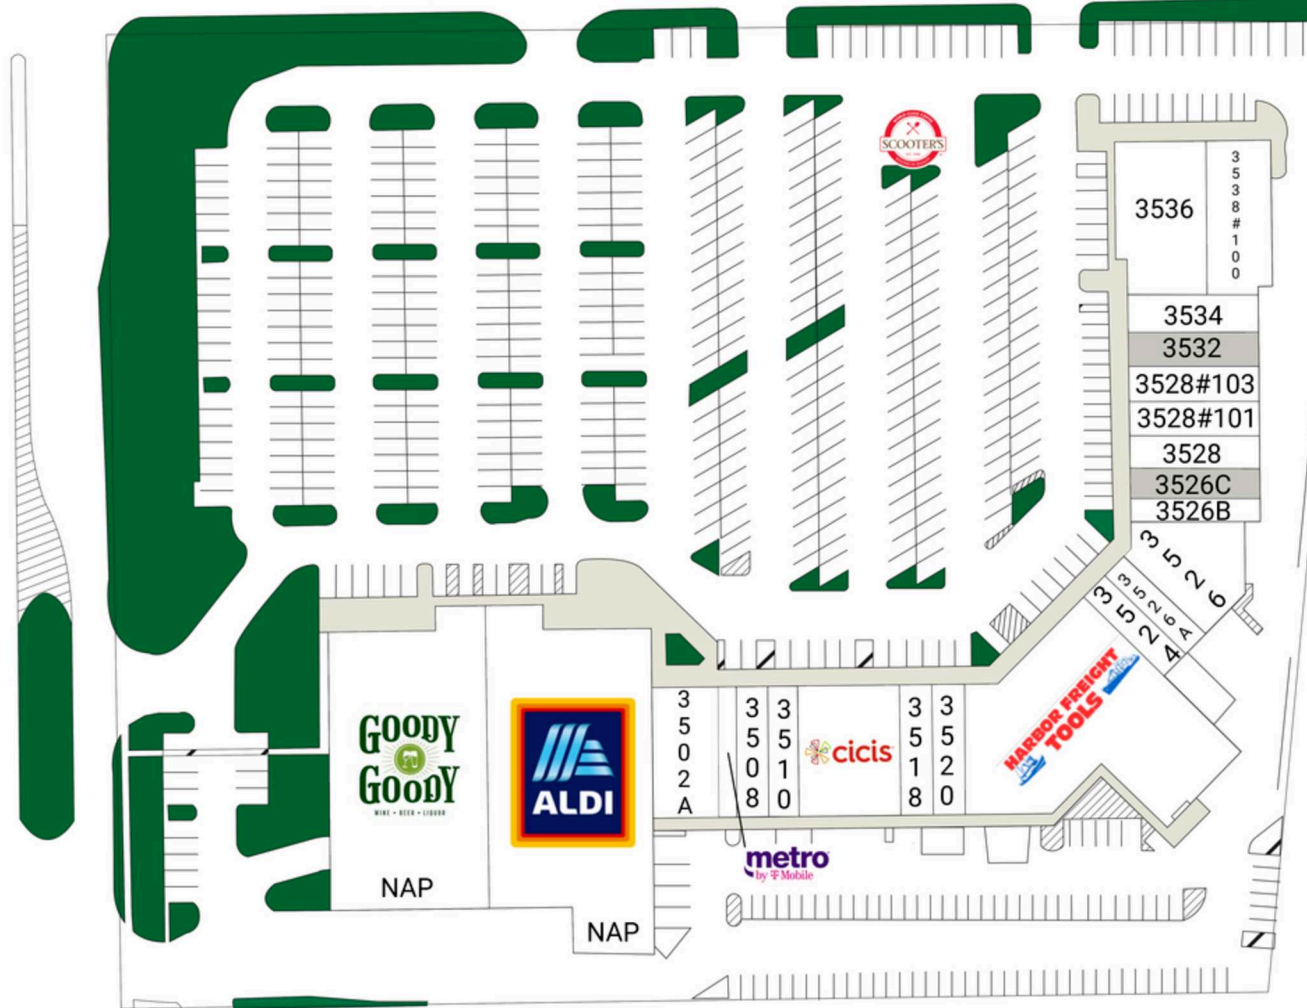 SCOOTER'S
3536
3538#100
3534
3532
3528#103
3528#101
3528
3526C
3526B
3526
3526A
3524
HARBOR FREIGHT
TOOLS
GOODY
GOODY
WINE • BEER • LIQUOR
NAP
ALDI
NAP
3502A
3508
3510
cicis
3518
3520
metro
by T Mobile